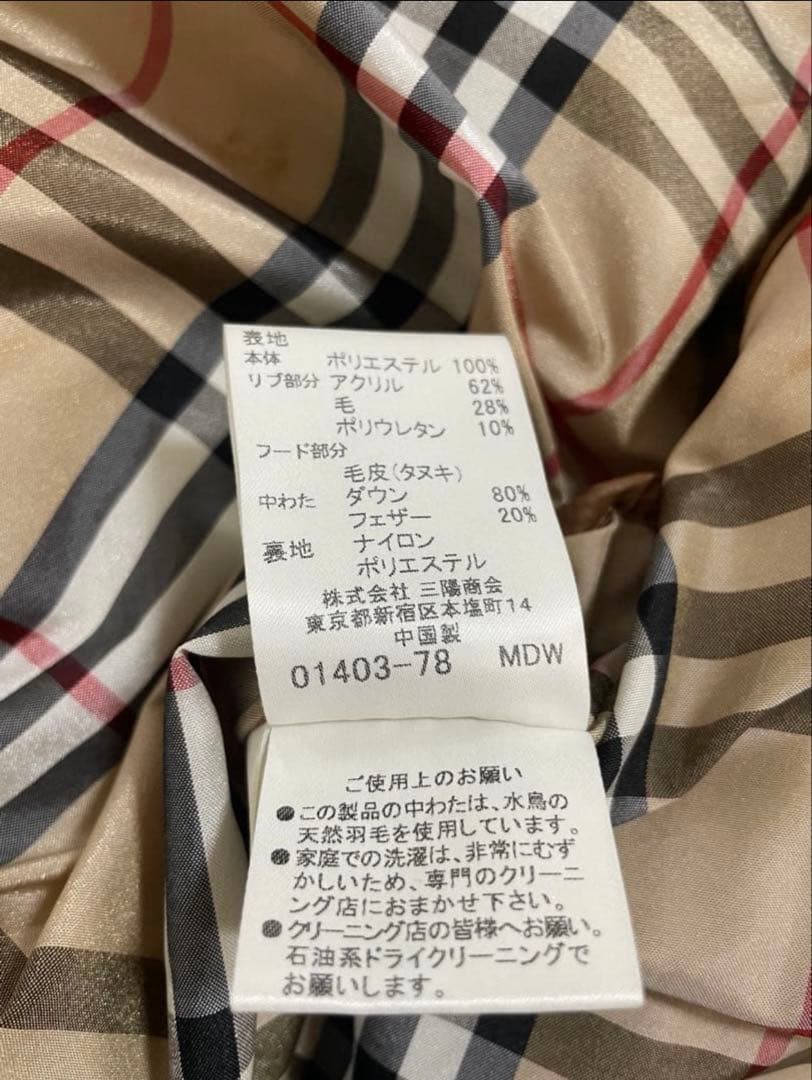 表地
本体 ポリエステル 100%
リブ部分 アクリル 62%
毛 28%
ポリウレタン 10%
フード部分
毛皮(タヌキ)
中わた ダウン 80%
フェザー 20%
裏地 ナイロン
ポリエステル
株式会社 三陽商会
東京都新宿区本塩町14
中国製
01403-78 MDW
ご使用上のお願い
●この製品の中わたは、水鳥の
天然羽毛を使用しています。
●家庭での洗濯は、非常にむず
かしいため、専門のクリーニ
ング店におまかせ下さい。
●クリーニング店の皆様へお願い。
石油系ドライクリーニングで
お願いします。